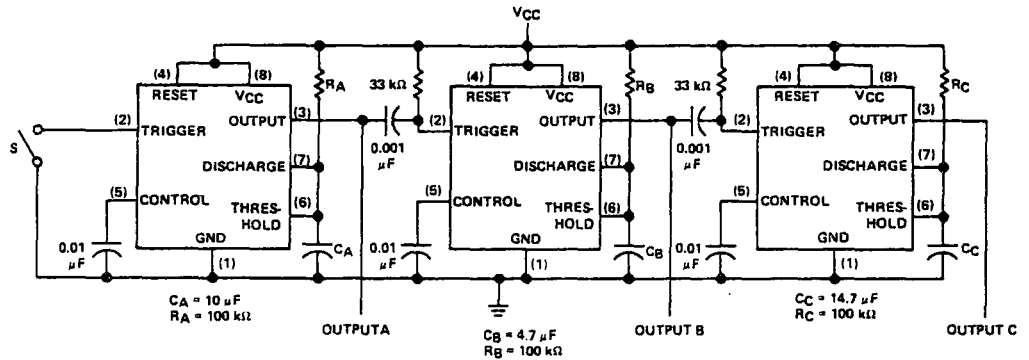 VCC
(4)
(8)
RESET
VCC
RA
33 kΩ
(4)
(8)
RESET
VCC
RB
33 kΩ
(4)
(8)
RESET
VCC
RC
S
(2)
TRIGGER
OUTPUT
(3)
0.001
µF
(2)
TRIGGER
OUTPUT
(3)
0.001
µF
(2)
TRIGGER
OUTPUT
(3)
DISCHARGE
(7)
DISCHARGE
(7)
DISCHARGE
(7)
(5)
CONTROL
THRES-
HOLD
(6)
(5)
CONTROL
THRES-
HOLD
(6)
(5)
CONTROL
THRES-
HOLD
(6)
0.01
µF
GND
(1)
CA
0.01
µF
GND
(1)
CB
0.01
µF
GND
(1)
CC
CA = 10 µF
RA = 100 kΩ
OUTPUT A
CB = 4.7 µF
RB = 100 kΩ
OUTPUT B
CC = 14.7 µF
RC = 100 kΩ
OUTPUT C